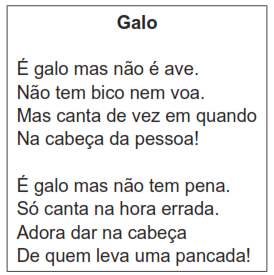 Galo
É galo mas não é ave.
Não tem bico nem voa.
Mas canta de vez em quando
Na cabeça da pessoa!
É galo mas não tem pena.
Só canta na hora errada.
Adora dar na cabeça
De quem leva uma pancada!